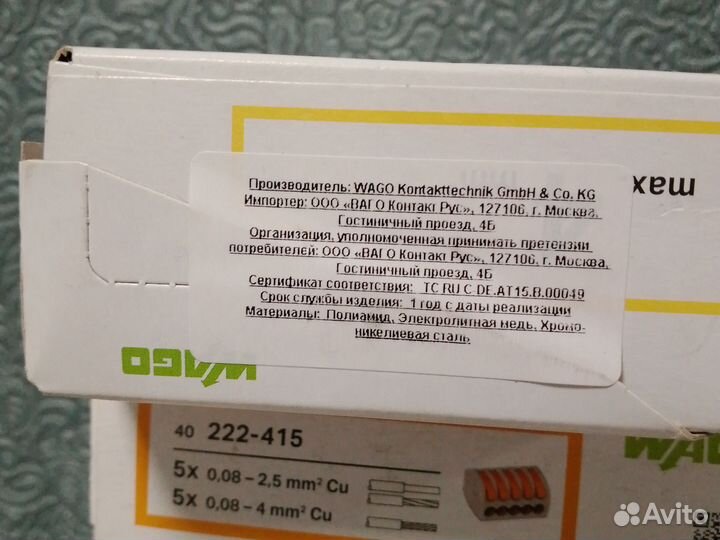 max
Производитель: WAGO Kontakttechnik GmbH & Co. KG
Импортер: ООО «ВАГО Контакт Рус», 127106, г. Москва,
Гостиничный проезд, 4Б
Организация, уполномоченная принимать претензии
потребителей: ООО «ВАГО Контакт Рус», 127106, г. Москва,
Гостиничный проезд, 4Б
Сертификат соответствия: ТС RU C-DE.АТ15.В.00049
Срок службы изделия: 1 год с даты реализации
Материалы: Полиамид, Электролитная медь, Хромо-
никелиевая сталь
WAGO
40 222-415
5x 0,08 – 2,5 mm² Cu
5x 0,08 – 4 mm² Cu
WAGO
Avito